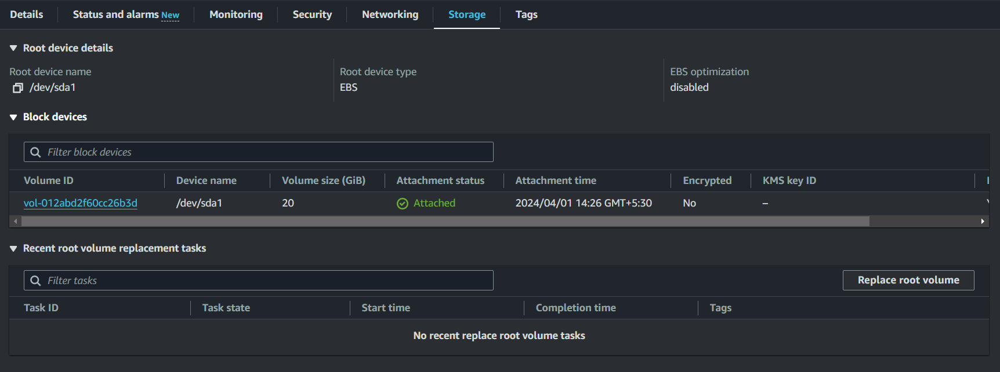 Details Status and alarms New Monitoring Security Networking Storage Tags
Root device details
Root device name Root device type EBS optimization
/dev/sda1 EBS disabled
Block devices
Filter block devices
Volume ID Device name Volume size (GiB) Attachment status Attachment time Encrypted KMS key ID
vol-012abd2f60cc26b3d /dev/sda1 20 Attached 2024/04/01 14:26 GMT+5:30 No –
Recent root volume replacement tasks
Filter tasks Replace root volume
Task ID Task state Start time Completion time Tags
No recent replace root volume tasks